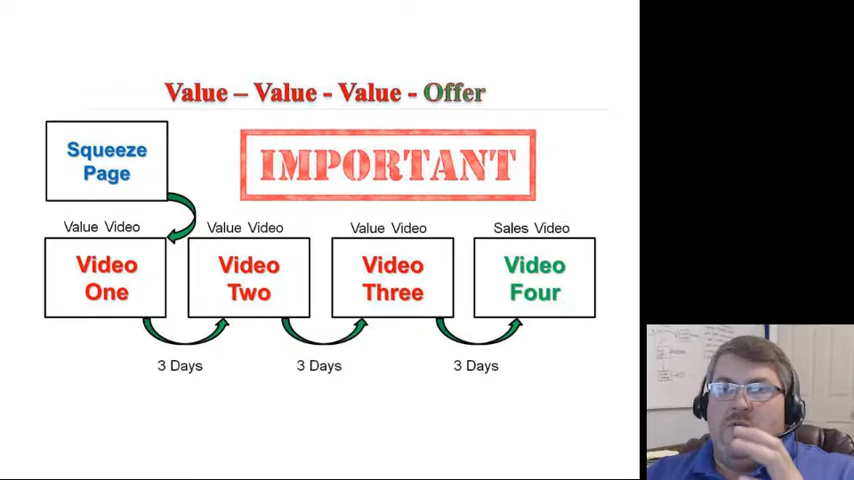 Value – Value - Value - Offer
Squeeze
Page
IMPORTANT
Value Video
Value Video
Value Video
Sales Video
Video
One
Video
Two
Video
Three
Video
Four
3 Days
3 Days
3 Days